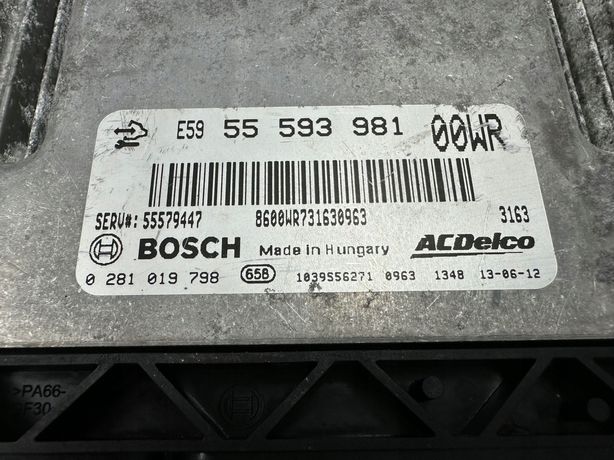 E59 55 593 981 00WR
SERV#: 55579447 8600WR731630963 3163
BOSCH Made in Hungary ACDelco
0 281 019 798 65B 1039S56271 0963 1348 13-06-12
>PA66-
GF30